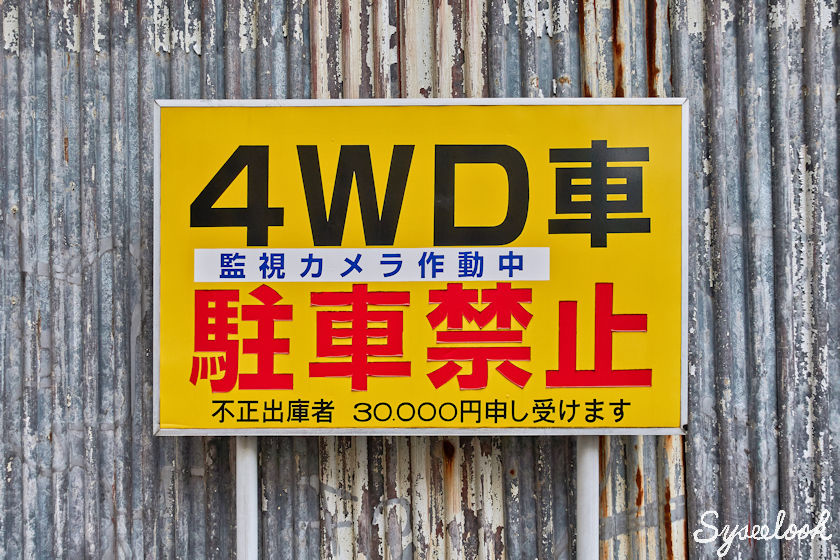 4WD車
監視カメラ作動中
駐車禁止
不正出庫者 30.000円申し受けます
Syseelook